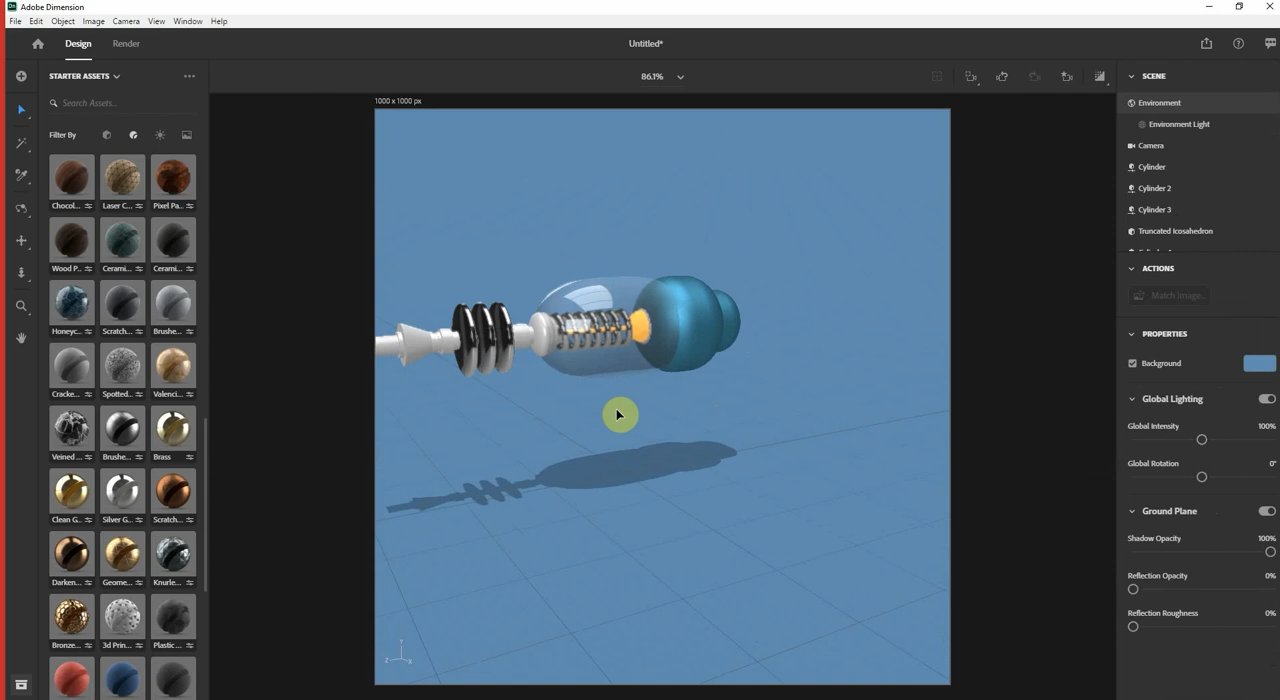 Adobe Dimension
File Edit Object Image Camera View Window Help
Design Render Untitled*
STARTER ASSETS
86.1%
SCENE
1000 x 1000 px
Search Assets...
Environment
Environment Light
Filter By
Camera
Cylinder
Cylinder 2
Chocol... Laser C... Pixel Pa...
Cylinder 3
Truncated Icosahedron
Wood P... Cerami... Cerami...
ACTIONS
Match Image...
Honeyc... Scratch... Brushe...
PROPERTIES
Background
Cracke... Spotted... Valenci...
Global Lighting
Global Intensity 100%
Veined ... Brushe... Brass
Global Rotation 0°
Ground Plane
Clean G... Silver G... Scratch...
Shadow Opacity 100%
Reflection Opacity 0%
Darken... Geome... Knurle...
Reflection Roughness 0%
Bronze... 3d Prin... Plastic ...
Y
Z X